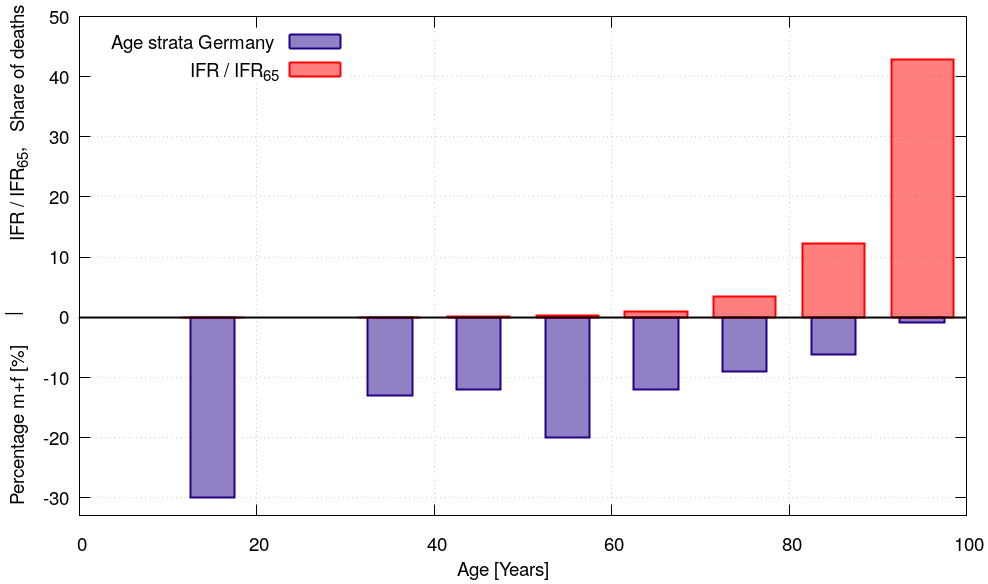 Percentage m+f [%]    |    IFR / IFR65,   Share of deaths
50
40
30
20
10
0
-10
-20
-30
Age strata Germany
IFR / IFR65
0 20 40 60 80 100
Age [Years]